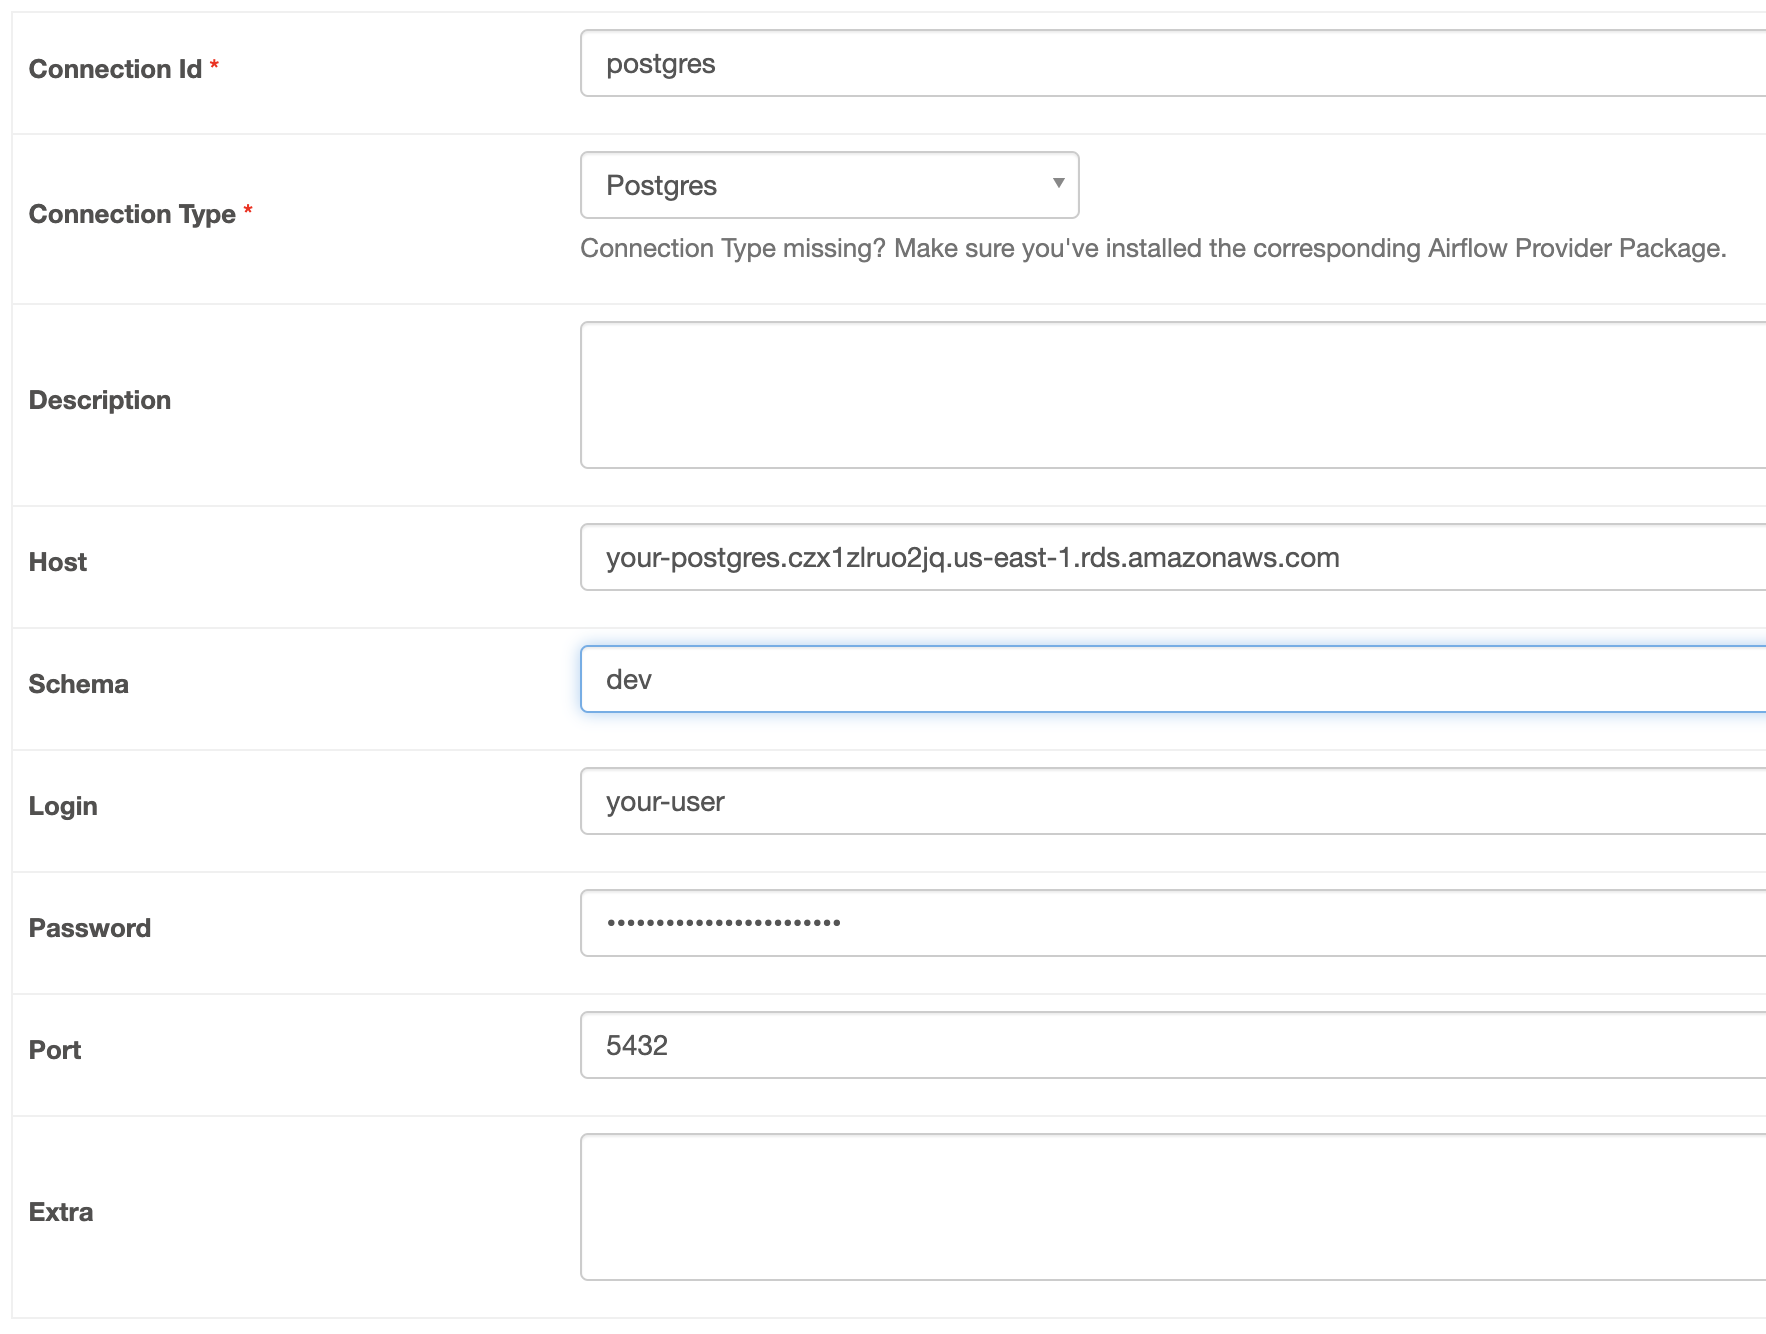 Connection Id *
postgres
Connection Type *
Postgres
Connection Type missing? Make sure you've installed the corresponding Airflow Provider Package.
Description
Host
your-postgres.czx1zlruo2jq.us-east-1.rds.amazonaws.com
Schema
dev
Login
your-user
Password
••••••••••••••••••••••••
Port
5432
Extra